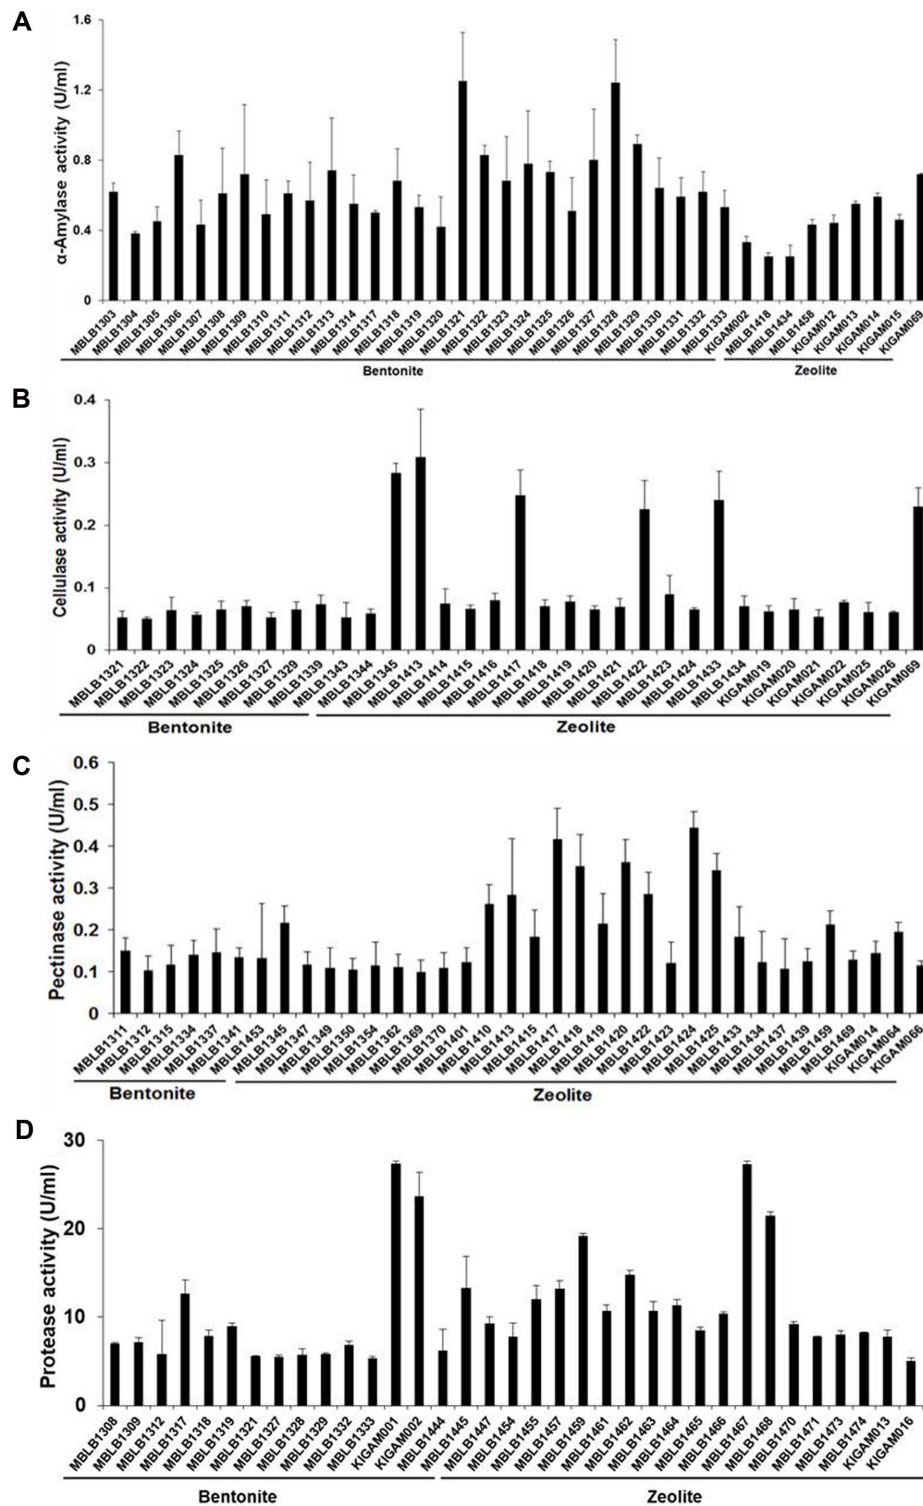 A
α-Amylase activity (U/ml)
1.6
1.2
0.8
0.4
0
MBLB1303
MBLB1304
MBLB1305
MBLB1306
MBLB1307
MBLB1308
MBLB1309
MBLB1310
MBLB1311
MBLB1312
MBLB1313
MBLB1314
MBLB1317
MBLB1318
MBLB1319
MBLB1320
MBLB1321
MBLB1322
MBLB1323
MBLB1324
MBLB1325
MBLB1326
MBLB1327
MBLB1328
MBLB1329
MBLB1330
MBLB1331
MBLB1332
MBLB1333
KIGAM002
MBLB1418
MBLB1434
MBLB1458
KIGAM012
KIGAM013
KIGAM014
KIGAM015
KIGAM069
Bentonite
Zeolite
B
Cellulase activity (U/ml)
0.4
0.3
0.2
0.1
0
MBLB1321
MBLB1322
MBLB1323
MBLB1324
MBLB1325
MBLB1326
MBLB1327
MBLB1329
MBLB1339
MBLB1343
MBLB1344
MBLB1345
MBLB1413
MBLB1414
MBLB1415
MBLB1416
MBLB1417
MBLB1418
MBLB1419
MBLB1420
MBLB1421
MBLB1422
MBLB1423
MBLB1424
MBLB1433
MBLB1434
KIGAM019
KIGAM020
KIGAM021
KIGAM022
KIGAM025
KIGAM026
KIGAM069
Bentonite
Zeolite
C
Pectinase activity (U/ml)
0.6
0.5
0.4
0.3
0.2
0.1
0
MBLB1311
MBLB1312
MBLB1315
MBLB1334
MBLB1337
MBLB1341
MBLB1453
MBLB1345
MBLB1347
MBLB1349
MBLB1350
MBLB1354
MBLB1362
MBLB1369
MBLB1370
MBLB1401
MBLB1410
MBLB1413
MBLB1415
MBLB1417
MBLB1418
MBLB1419
MBLB1420
MBLB1422
MBLB1423
MBLB1424
MBLB1425
MBLB1433
MBLB1434
MBLB1437
MBLB1439
MBLB1459
MBLB1469
KIGAM014
KIGAM064
KIGAM066
Bentonite
Zeolite
D
Protease activity (U/ml)
30
20
10
0
MBLB1308
MBLB1309
MBLB1312
MBLB1317
MBLB1318
MBLB1319
MBLB1321
MBLB1327
MBLB1328
MBLB1329
MBLB1332
MBLB1333
KIGAM001
KIGAM002
MBLB1444
MBLB1445
MBLB1447
MBLB1454
MBLB1455
MBLB1457
MBLB1459
MBLB1461
MBLB1462
MBLB1463
MBLB1464
MBLB1465
MBLB1466
MBLB1467
MBLB1468
MBLB1470
MBLB1471
MBLB1473
MBLB1474
KIGAM013
KIGAM016
Bentonite
Zeolite